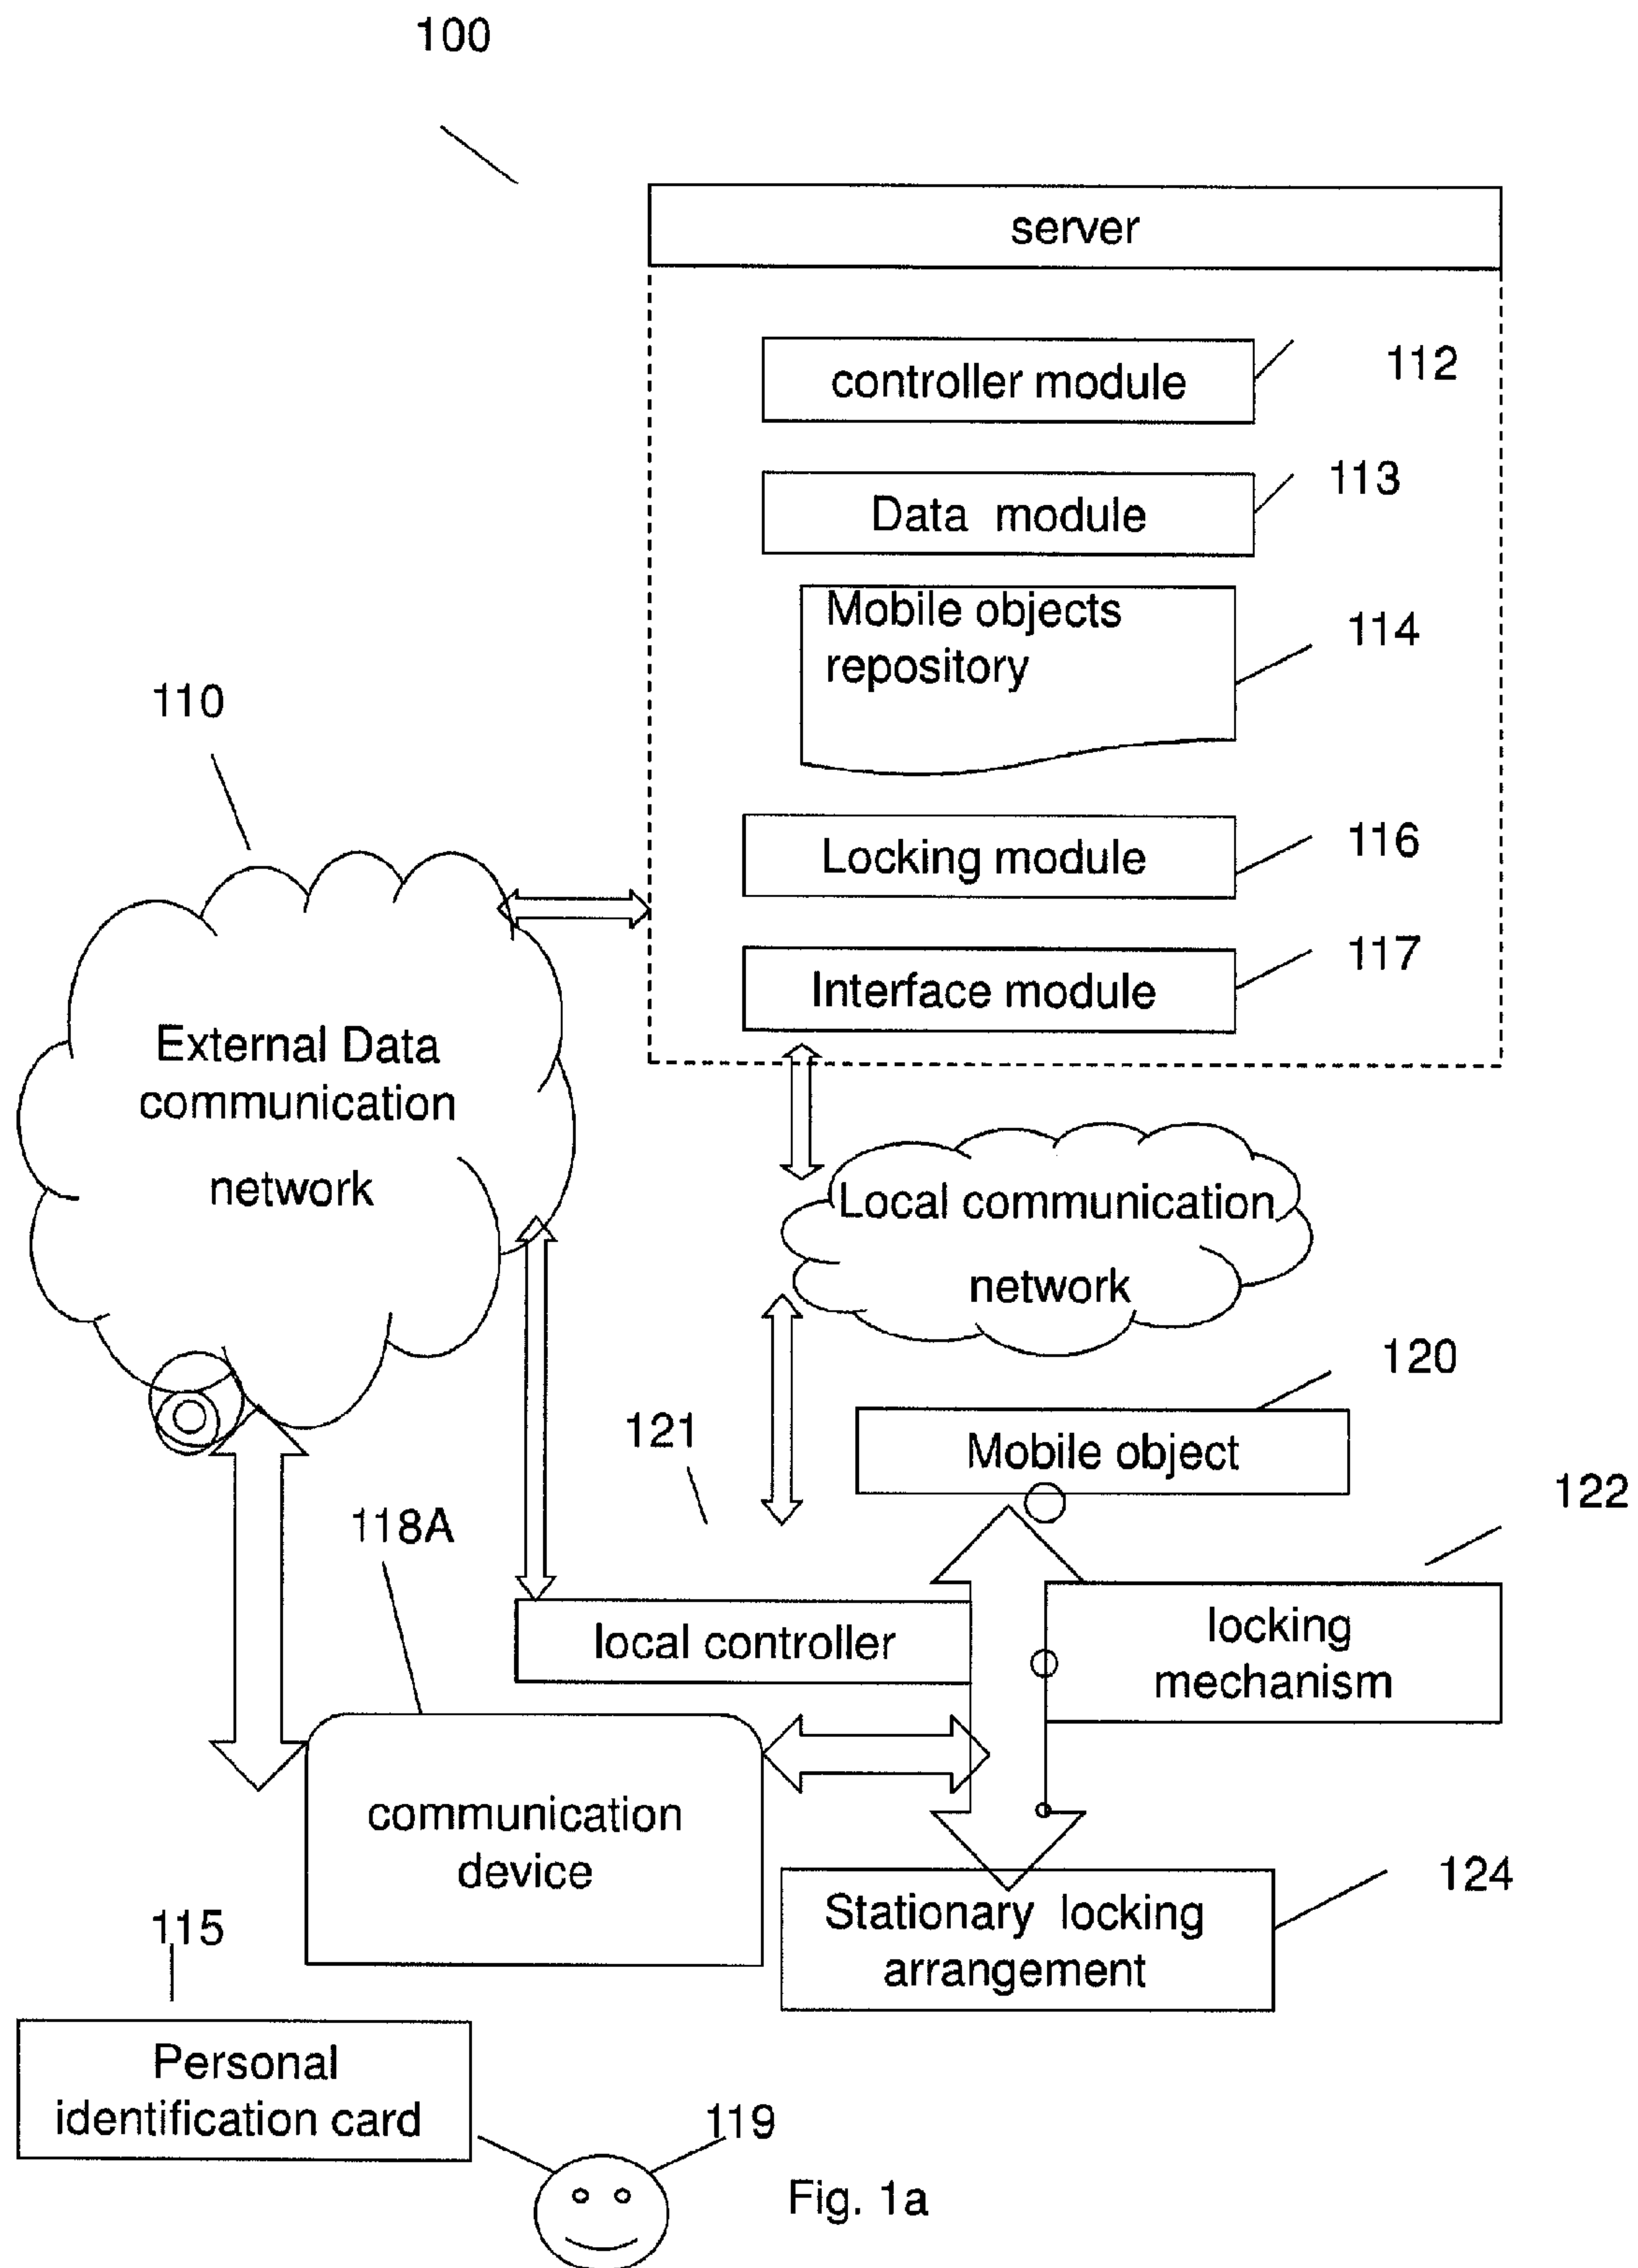 100
server
controller module
112
Data module
113
Mobile objects
repository
114
110
Locking module
116
Interface module
117
External Data
communication
network
Local communication
network
120
Mobile object
121
122
118A
local controller
locking
mechanism
communication
device
124
Stationary locking
arrangement
115
Personal
identification card
119
Fig. 1a